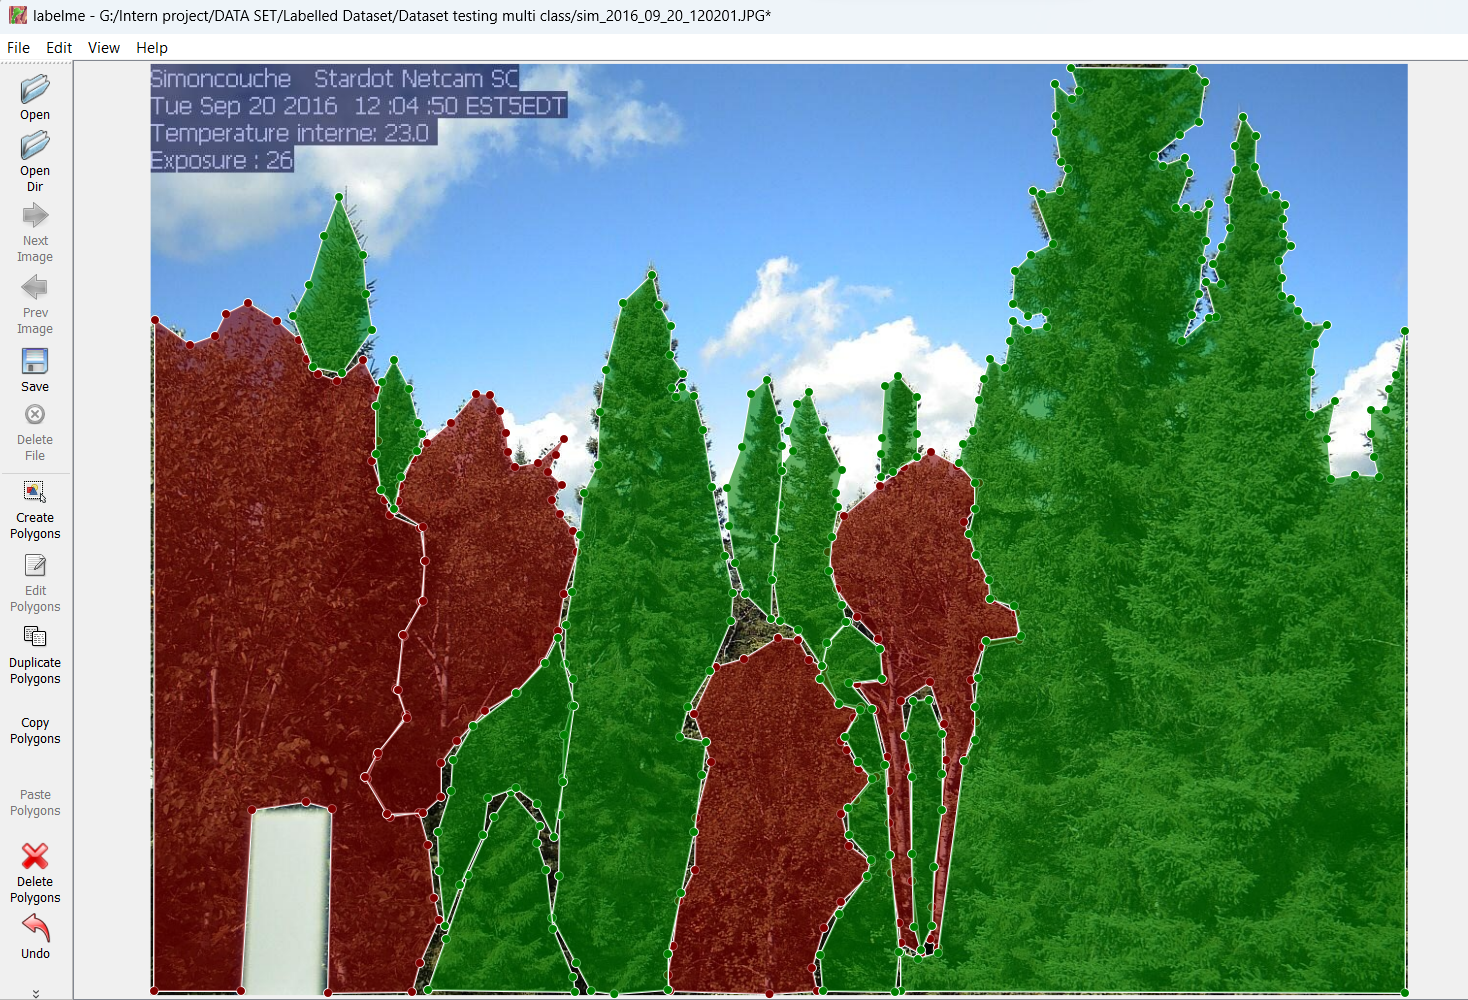 labelme - G:/Intern project/DATA SET/Labelled Dataset/Dataset testing multi class/sim_2016_09_20_120201.JPG*
File Edit View Help
Simoncouche Stardot Netcam SC
Tue Sep 20 2016 12 :04 :50 EST5EDT
Temperature interne: 23.0
Exposure : 26
Open
Open
Dir
Next
Image
Prev
Image
Save
Delete
File
Create
Polygons
Edit
Polygons
Duplicate
Polygons
Copy
Polygons
Paste
Polygons
Delete
Polygons
Undo